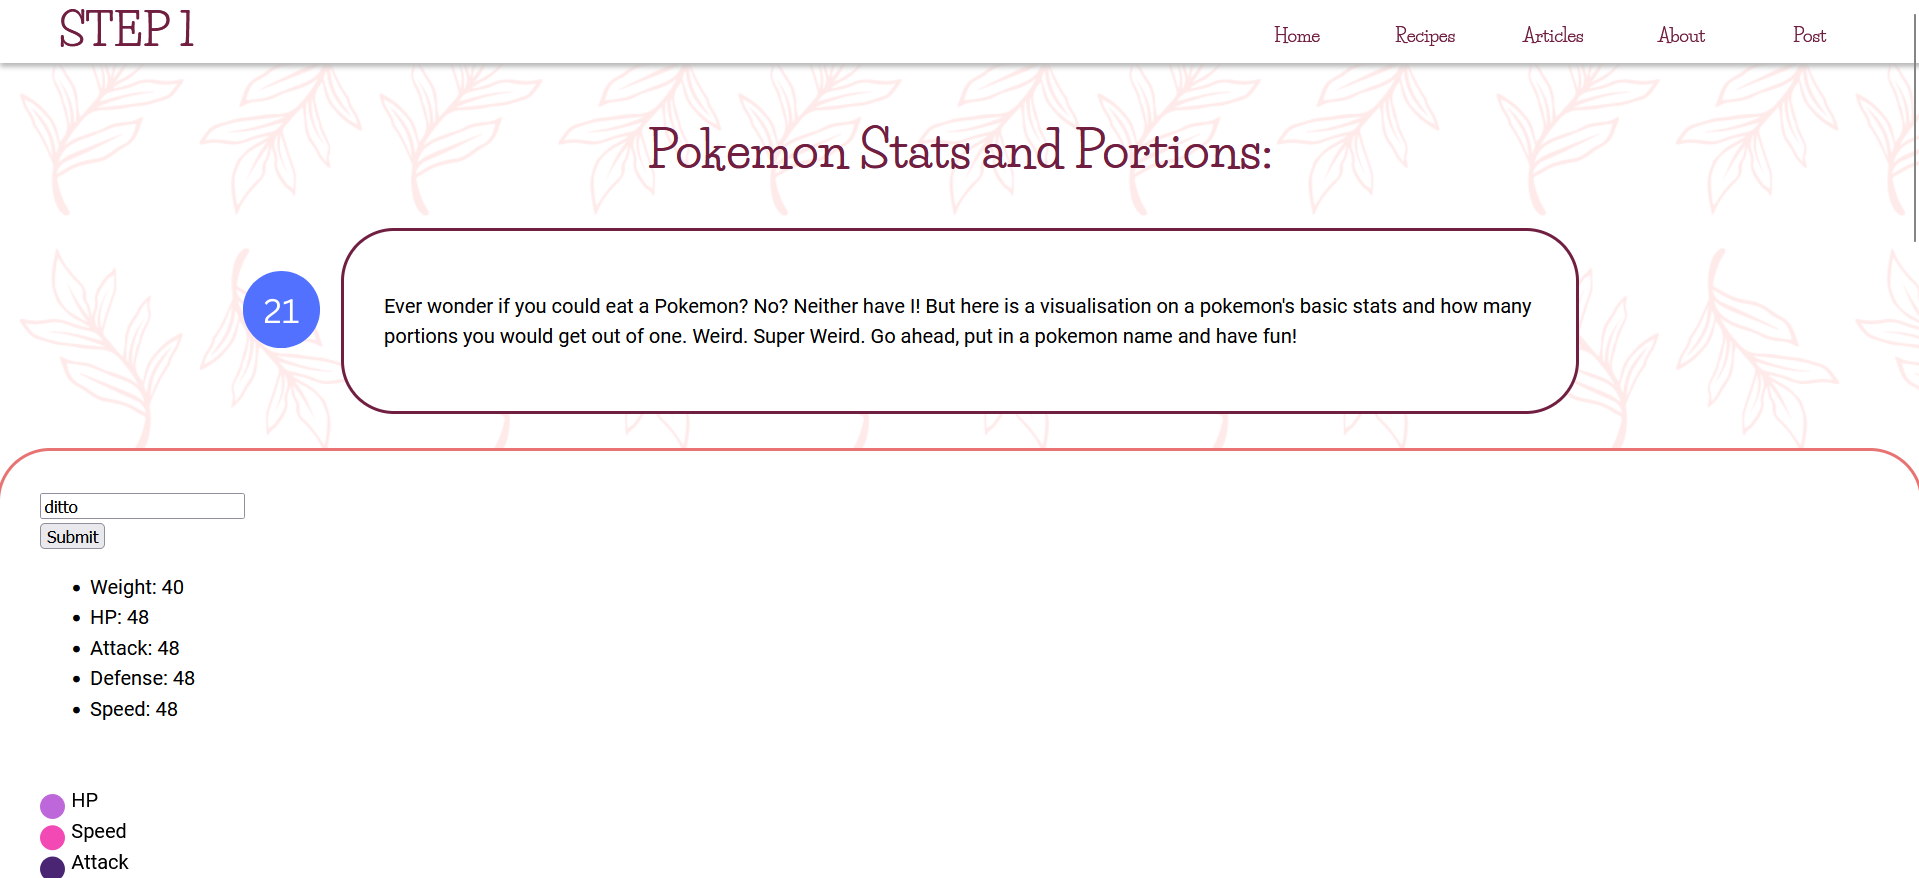 STEP 1
Home
Recipes
Articles
About
Post
Pokemon Stats and Portions:
21
Ever wonder if you could eat a Pokemon? No? Neither have I! But here is a visualisation on a pokemon's basic stats and how many
portions you would get out of one. Weird. Super Weird. Go ahead, put in a pokemon name and have fun!
ditto
Submit
Weight: 40
HP: 48
Attack: 48
Defense: 48
Speed: 48
HP
Speed
Attack